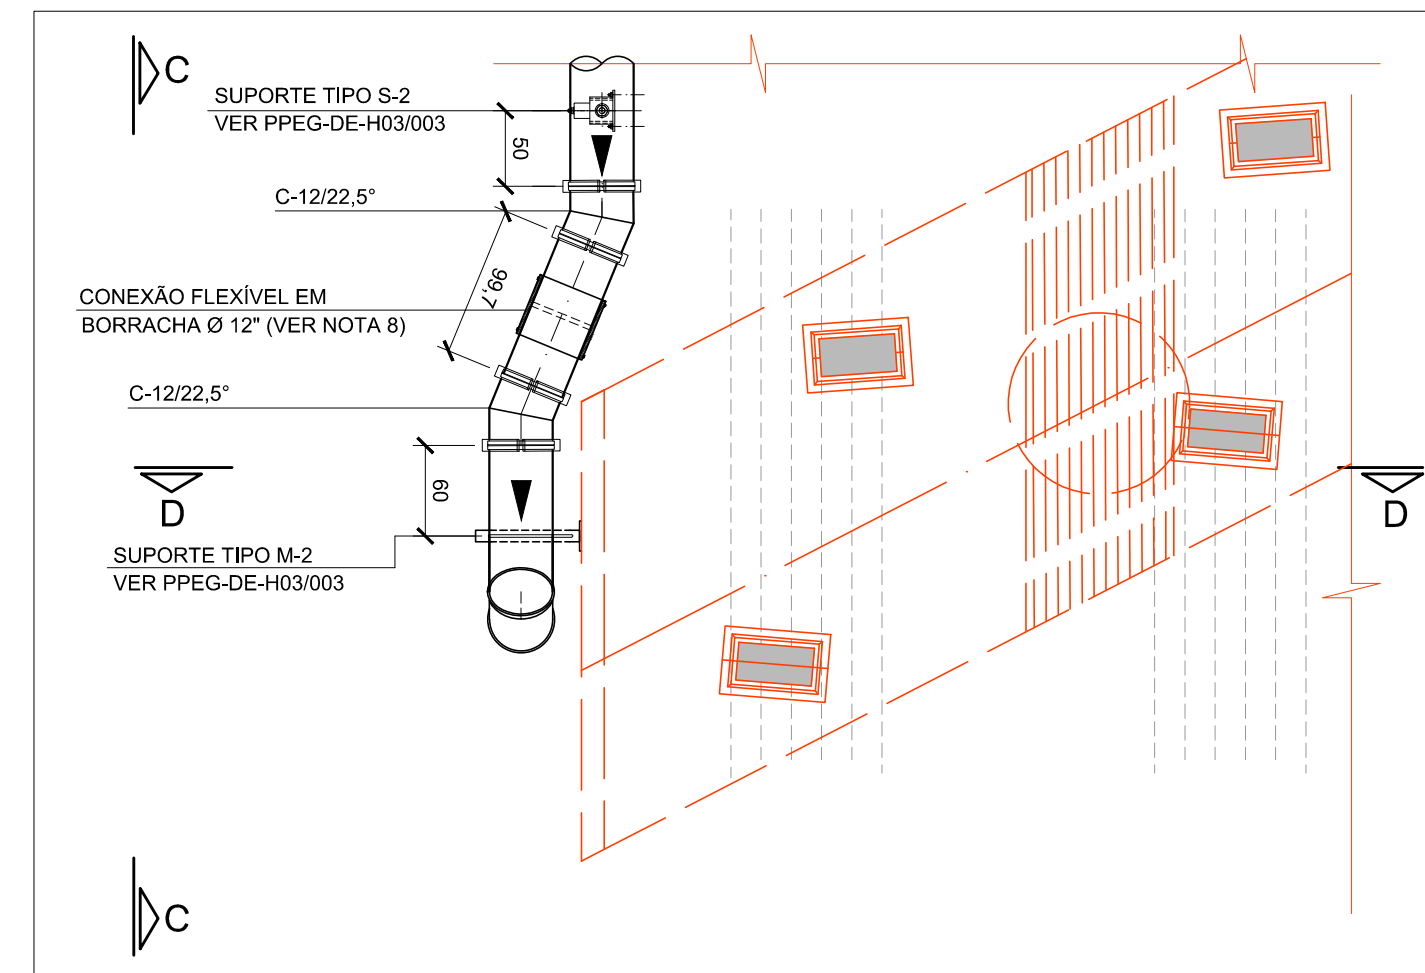 C
SUPORTE TIPO S-2
VER PPEG-DE-H03/003
50
C-12/22,5°
99,7
CONEXÃO FLEXÍVEL EM
BORRACHA Ø 12" (VER NOTA 8)
C-12/22,5°
60
D
D
SUPORTE TIPO M-2
VER PPEG-DE-H03/003
C